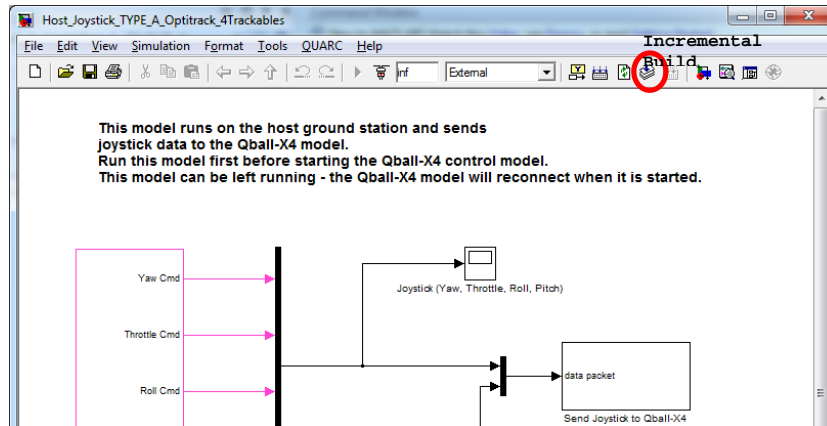 Host_Joystick_TYPE_A_Optitrack_4Trackables
File Edit View Simulation Format Tools QUARC Help
Incremental
Build
inf External
This model runs on the host ground station and sends
joystick data to the Qball-X4 model.
Run this model first before starting the Qball-X4 control model.
This model can be left running - the Qball-X4 model will reconnect when it is started.
Yaw Cmd
Joystick (Yaw, Throttle, Roll, Pitch)
Throttle Cmd
data packet
Roll Cmd
Send Joystick to Qball-X4